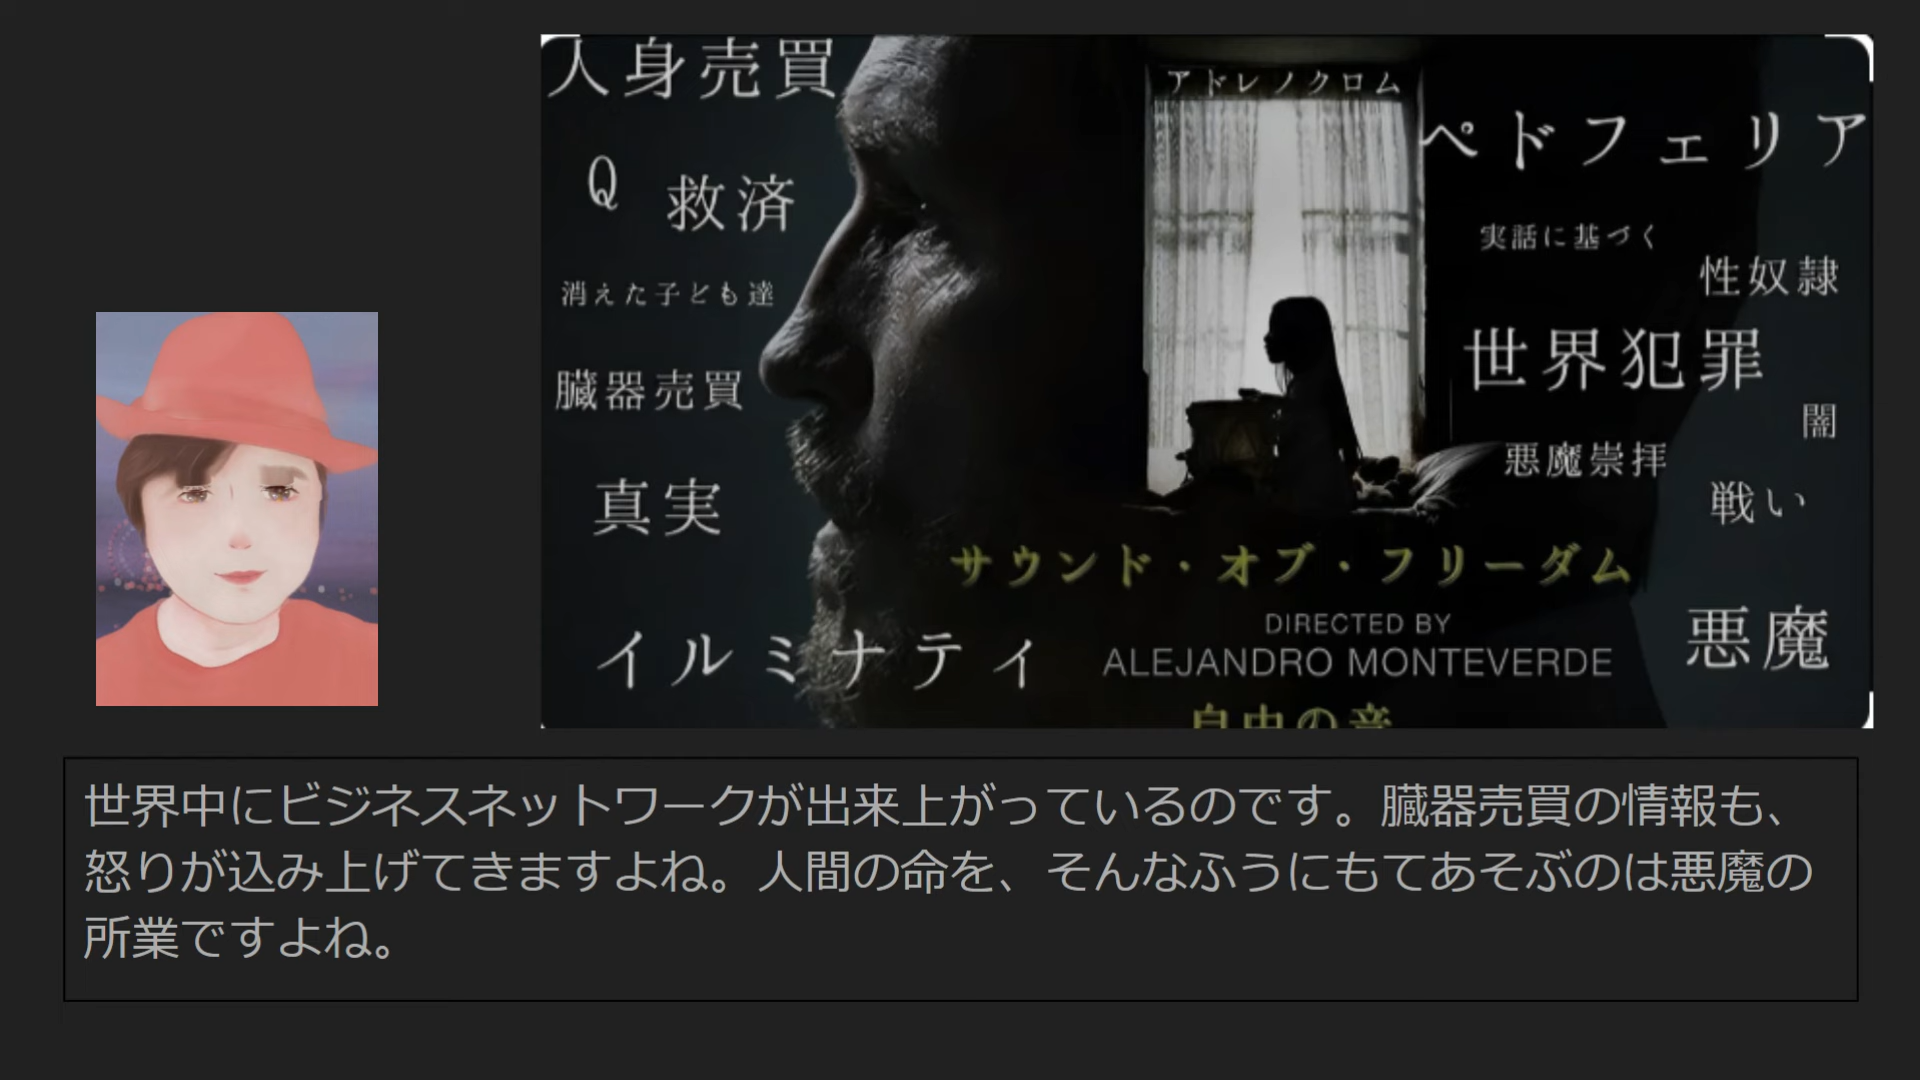 人身売買
アドレノクロム
ペドフェリア
Q
救済
実話に基づく
性奴隷
消えた子ども達
世界犯罪
臓器売買
闇
悪魔崇拝
真実
戦い
サウンド・オブ・フリーダム
DIRECTED BY
ALEJANDRO MONTEVERDE
悪魔
イルミナティ
自由の音
世界中にビジネスネットワークが出来上がっているのです。臓器売買の情報も、
怒りが込み上げてきますよね。人間の命を、そんなふうにもてあそぶのは悪魔の
所業ですよね。